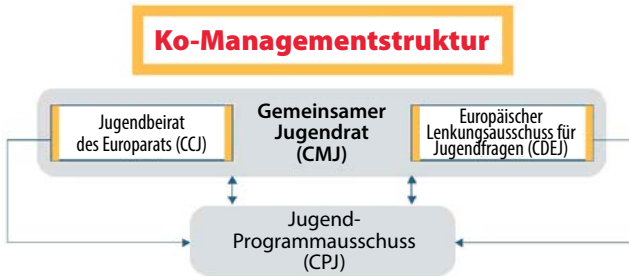 Ko-Managementstruktur
Jugendbeirat
des Europarats (CCJ)
Gemeinsamer
Jugendrat
(CMJ)
Europäischer
Lenkungsausschuss für
Jugendfragen (CDEJ)
Jugend-
Programmausschuss
(CPJ)